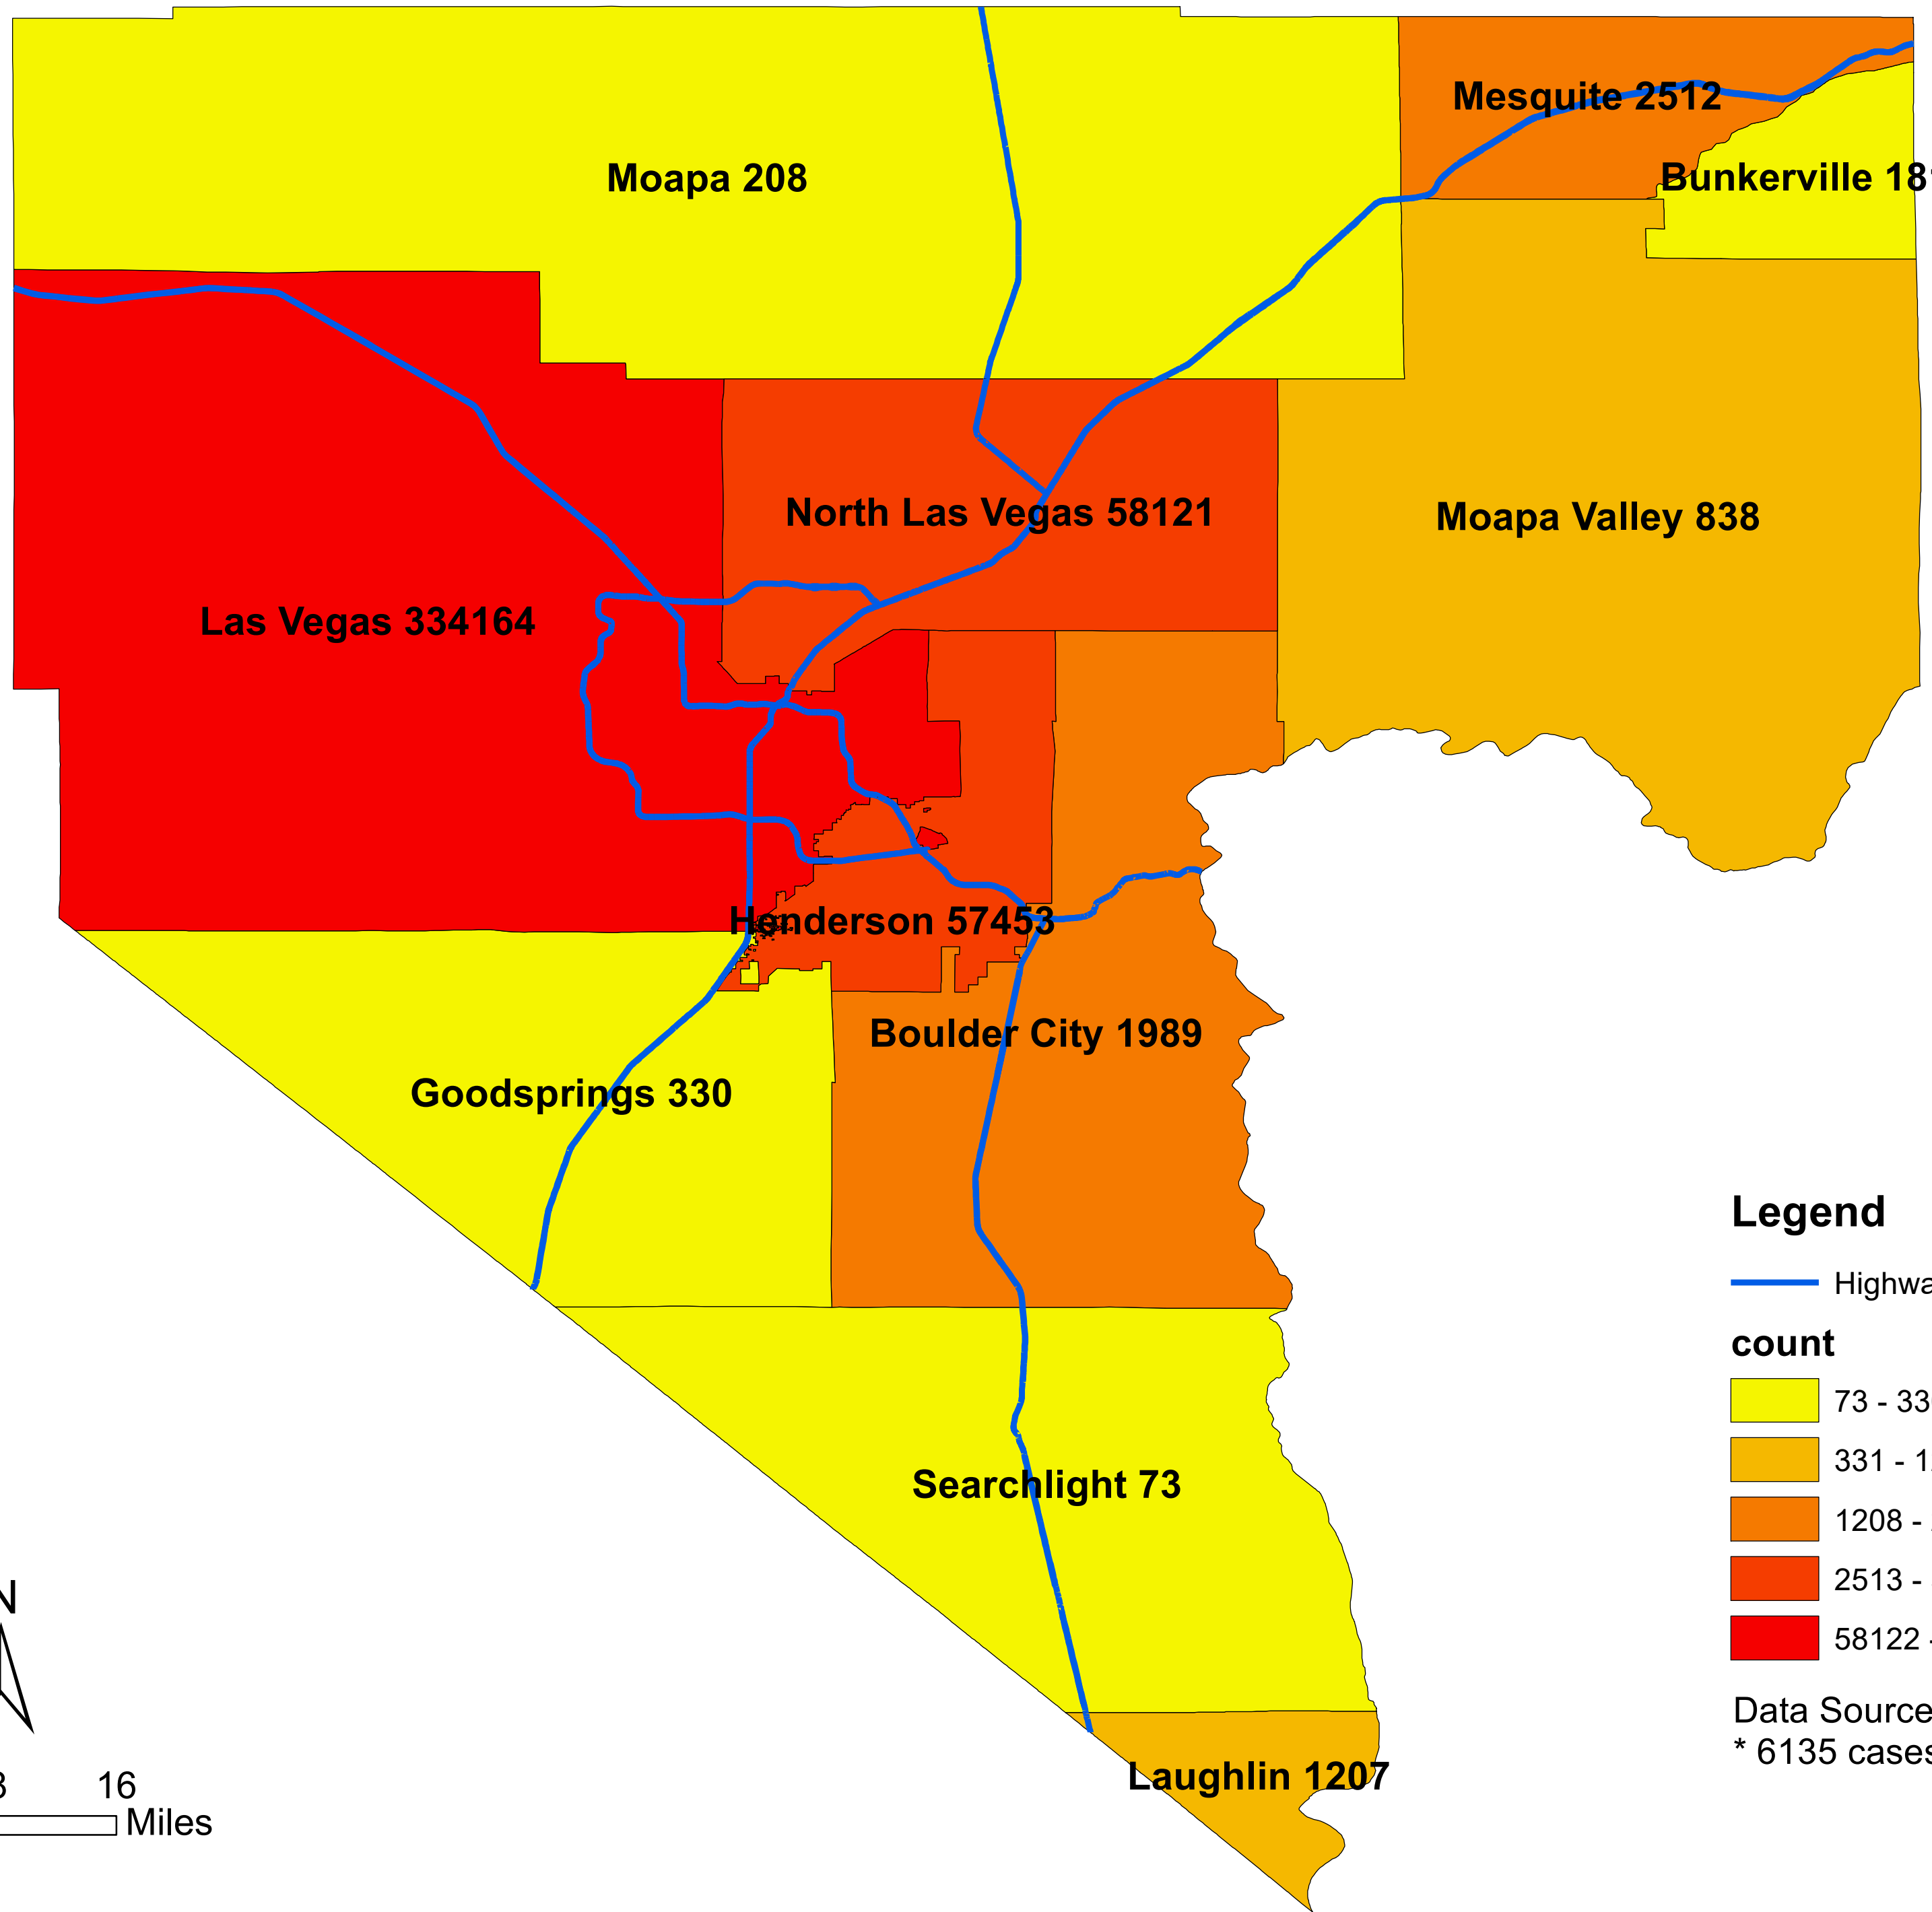 Mesquite 2512
Moapa 208
Bunkerville 18
North Las Vegas 58121
Moapa Valley 838
Las Vegas 334164
Henderson 57453
Boulder City 1989
Goodsprings 330
Legend
Highwa
count
73 - 33
331 - 1
1208 -
Searchlight 73
2513 -
N
58122 -
Data Source
* 6135 cases
Laughlin 1207
16
Miles